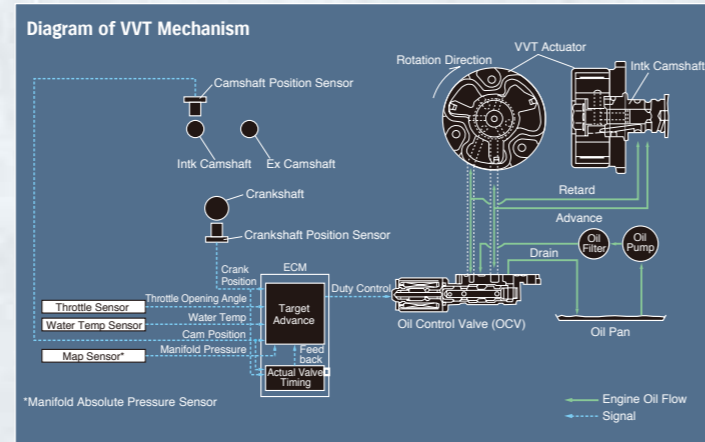 Diagram of VVT Mechanism
Camshaft Position Sensor
Intk Camshaft
Ex Camshaft
Crankshaft
Crankshaft Position Sensor
Crank
Position
ECM
Throttle Sensor
Throttle Opening Angle
Water Temp Sensor
Water Temp
Cam Position
Map Sensor*
Manifold Pressure
Target
Advance
Feed
back
Actual Valve
Timing
Duty Control
*Manifold Absolute Pressure Sensor
Rotation Direction
VVT Actuator
Intk Camshaft
Retard
Advance
Drain
Oil
Filter
Oil
Pump
Oil Control Valve (OCV)
Oil Pan
Engine Oil Flow
Signal